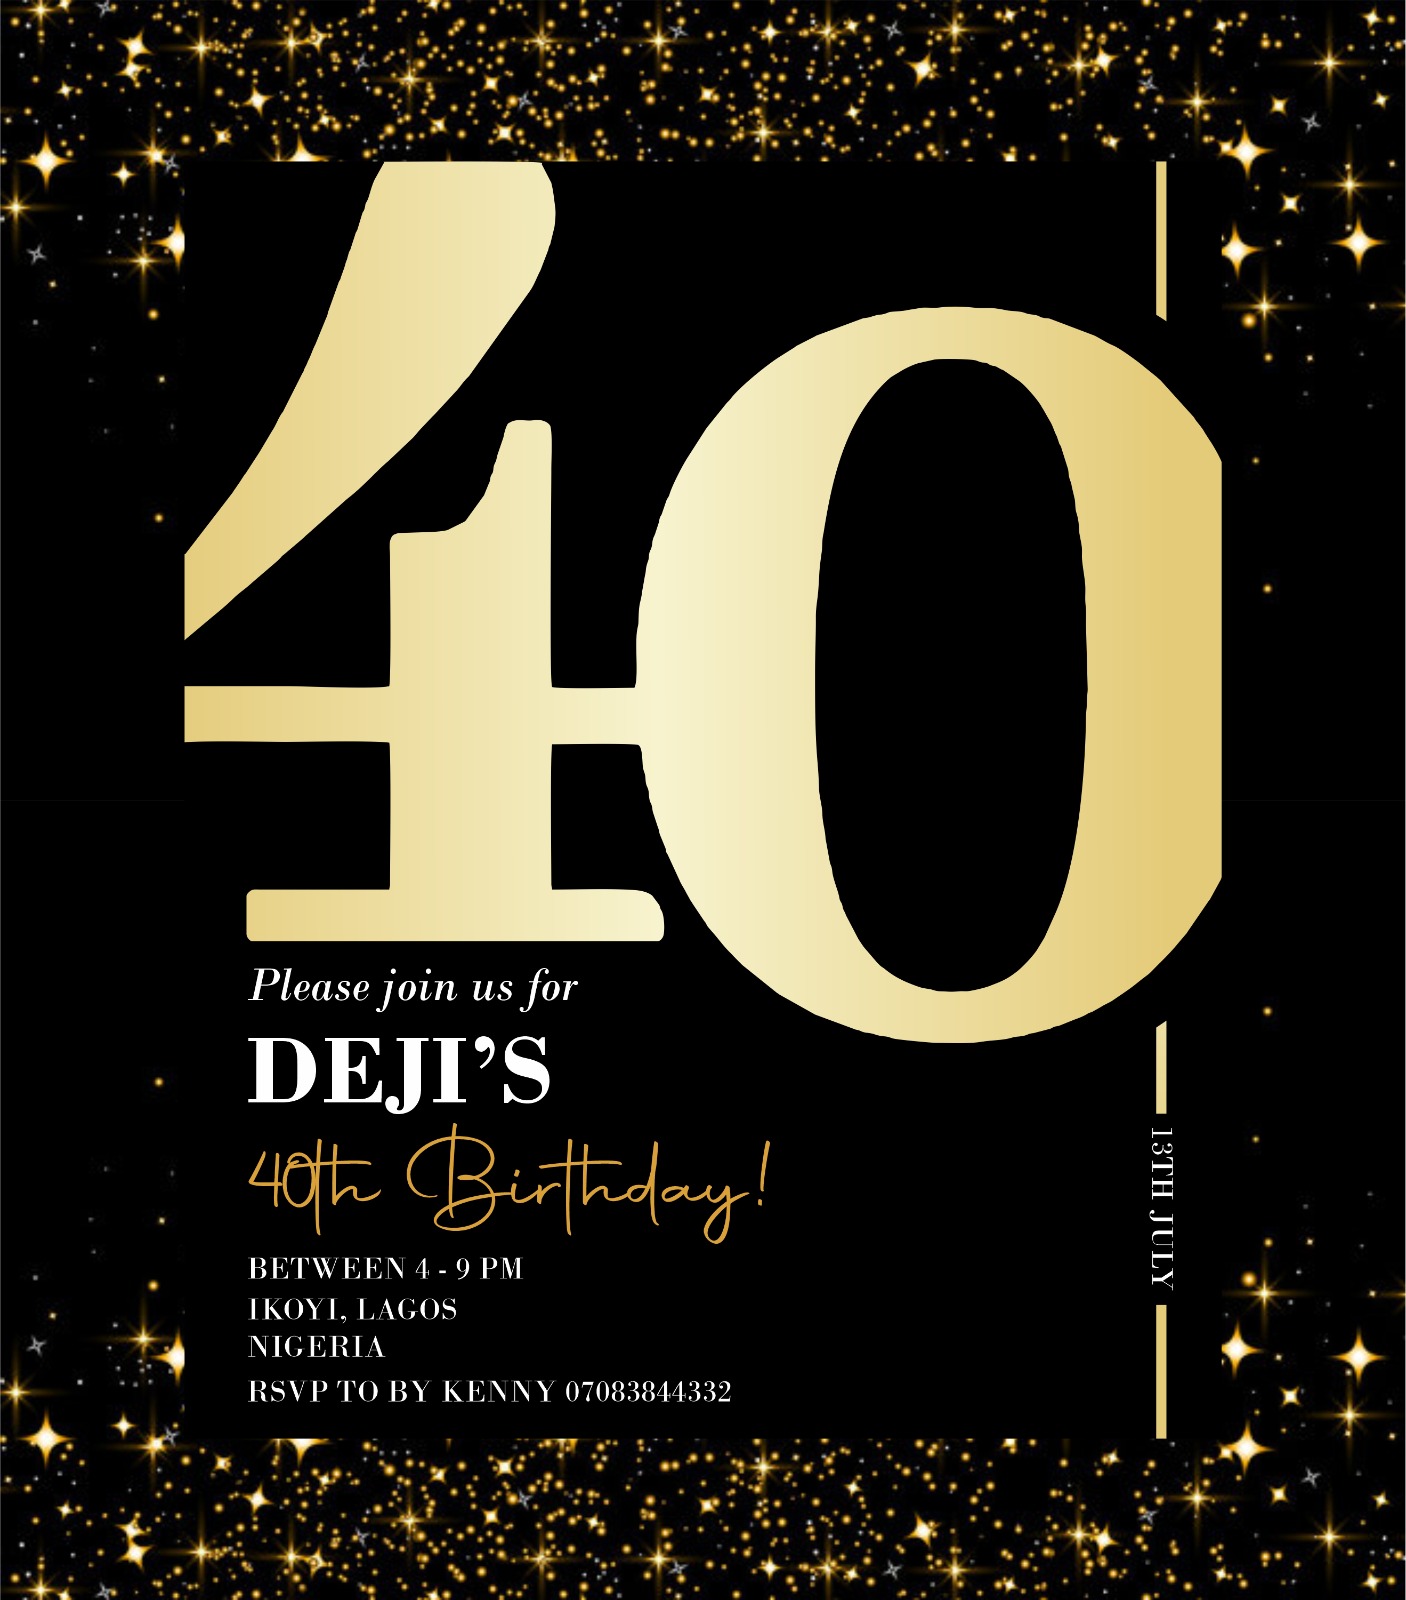 40
Please join us for
DEJI’S
40th Birthday!
BETWEEN 4 - 9 PM
IKOYI, LAGOS
NIGERIA
RSVP TO BY KENNY 07083844332
13TH JULY